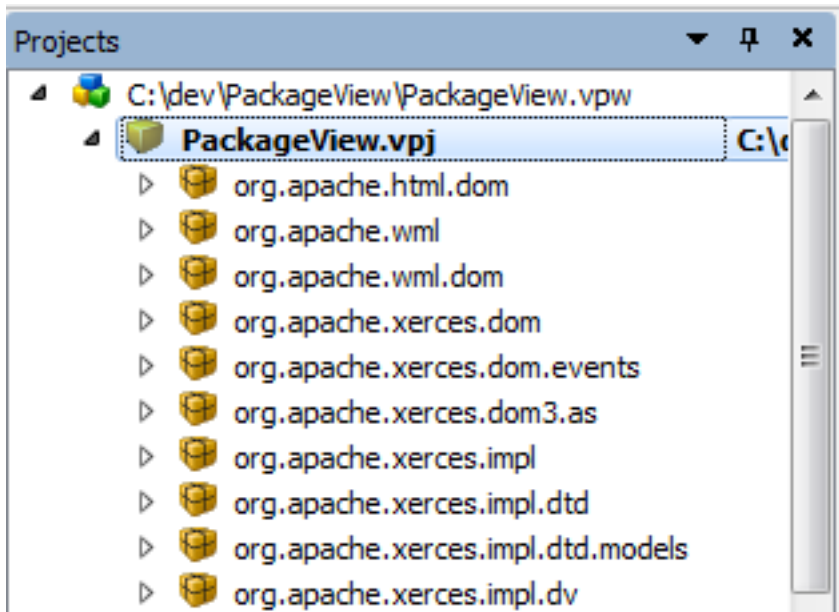 Projects
C:\dev\PackageView\PackageView.vpw
PackageView.vpj C:\
org.apache.html.dom
org.apache.wml
org.apache.wml.dom
org.apache.xerces.dom
org.apache.xerces.dom.events
org.apache.xerces.dom3.as
org.apache.xerces.impl
org.apache.xerces.impl.dtd
org.apache.xerces.impl.dtd.models
org.apache.xerces.impl.dv